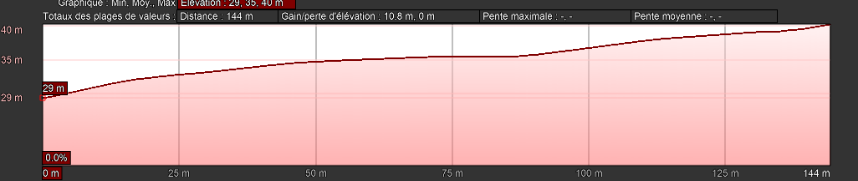 Graphique : Min, Moy., Max Élévation : 29, 35, 40 m
Totaux des plages de valeurs : Distance : 144 m Gain/perte d'élévation : 10.8 m, 0 m Pente maximale : -, - Pente moyenne : -, -
40 m
35 m
29 m
29 m
0.0%
0 m 25 m 50 m 75 m 100 m 125 m 144 m